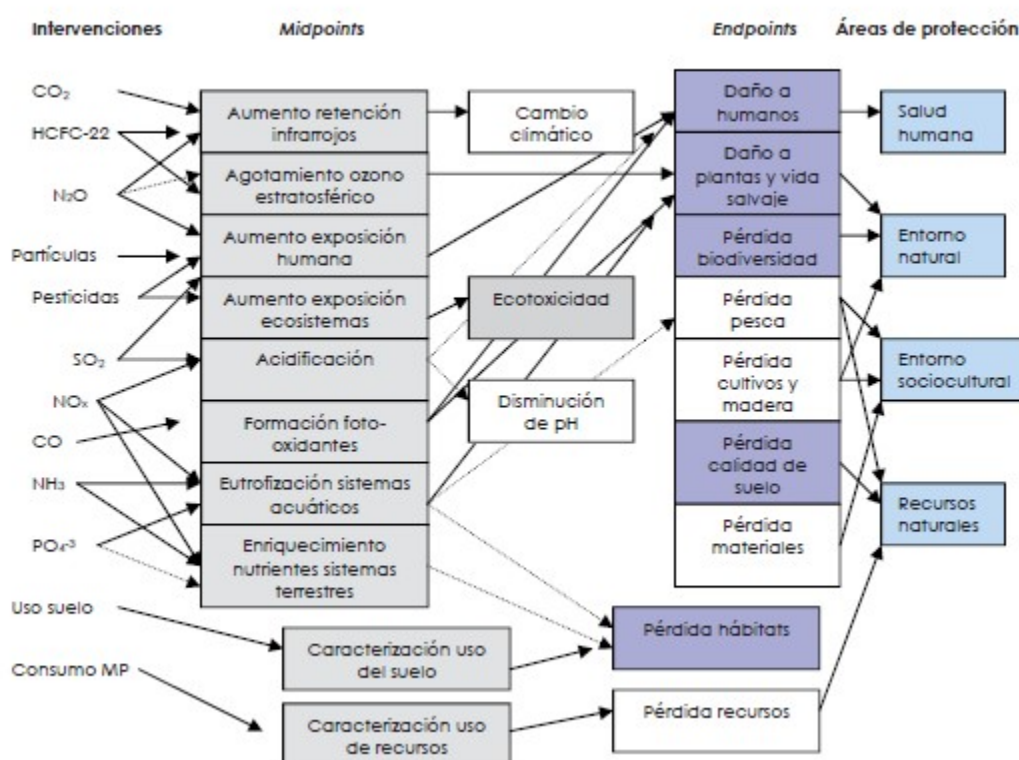 Intervenciones
Midpoints
Endpoints
Áreas de protección
CO₂
HCFC-22
N₂O
Partículas
Pesticidas
SO₂
NOₓ
CO
NH₃
PO₄⁻³
Uso suelo
Consumo MP
Aumento retención
infrarrojos
Agotamiento ozono
estratosférico
Aumento exposición
humana
Aumento exposición
ecosistemas
Acidificación
Formación foto-
oxidantes
Eutrofización sistemas
acuáticos
Enriquecimiento
nutrientes sistemas
terrestres
Caracterización uso
del suelo
Caracterización uso
de recursos
Cambio
climático
Ecotoxicidad
Disminución
de pH
Daño a
humanos
Daño a
plantas y vida
salvaje
Pérdida
biodiversidad
Pérdida
pesca
Pérdida
cultivos y
madera
Pérdida
calidad de
suelo
Pérdida
materiales
Pérdida hábitats
Pérdida recursos
Salud
humana
Entorno
natural
Entorno
sociocultural
Recursos
naturales